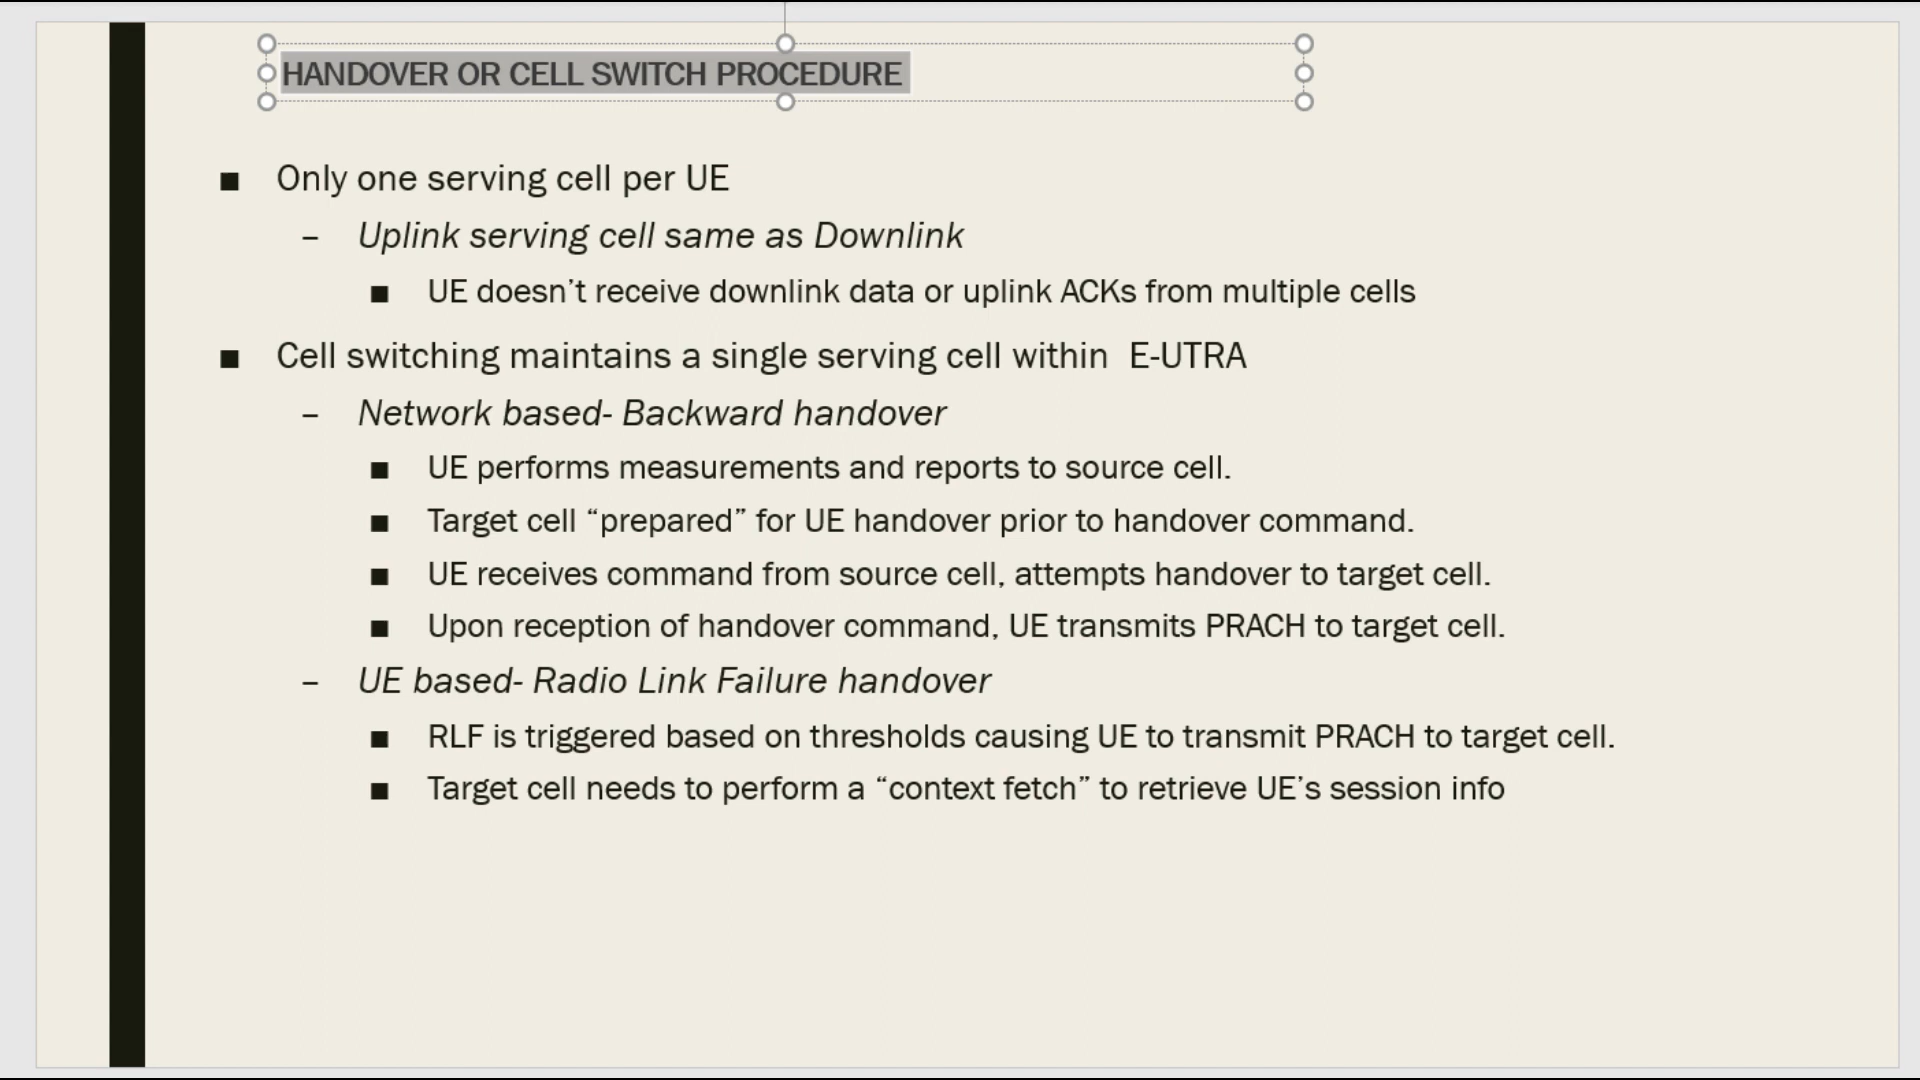 HANDOVER OR CELL SWITCH PROCEDURE
■ Only one serving cell per UE
– Uplink serving cell same as Downlink
■ UE doesn’t receive downlink data or uplink ACKs from multiple cells
■ Cell switching maintains a single serving cell within  E-UTRA
– Network based- Backward handover
■ UE performs measurements and reports to source cell.
■ Target cell “prepared” for UE handover prior to handover command.
■ UE receives command from source cell, attempts handover to target cell.
■ Upon reception of handover command, UE transmits PRACH to target cell.
– UE based- Radio Link Failure handover
■ RLF is triggered based on thresholds causing UE to transmit PRACH to target cell.
■ Target cell needs to perform a “context fetch” to retrieve UE’s session info